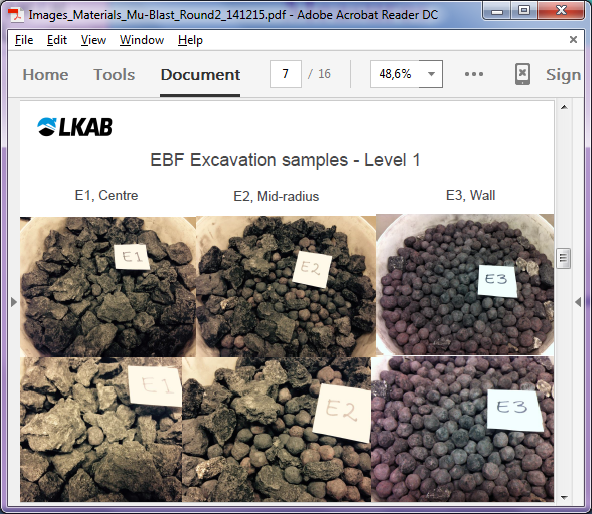 Images_Materials_Mu-Blast_Round2_141215.pdf - Adobe Acrobat Reader DC
File Edit View Window Help
Home Tools Document 7 / 16 48,6% Sign
LKAB
EBF Excavation samples - Level 1
E1, Centre E2, Mid-radius E3, Wall
E1 E2 E3
E1 E2 E3